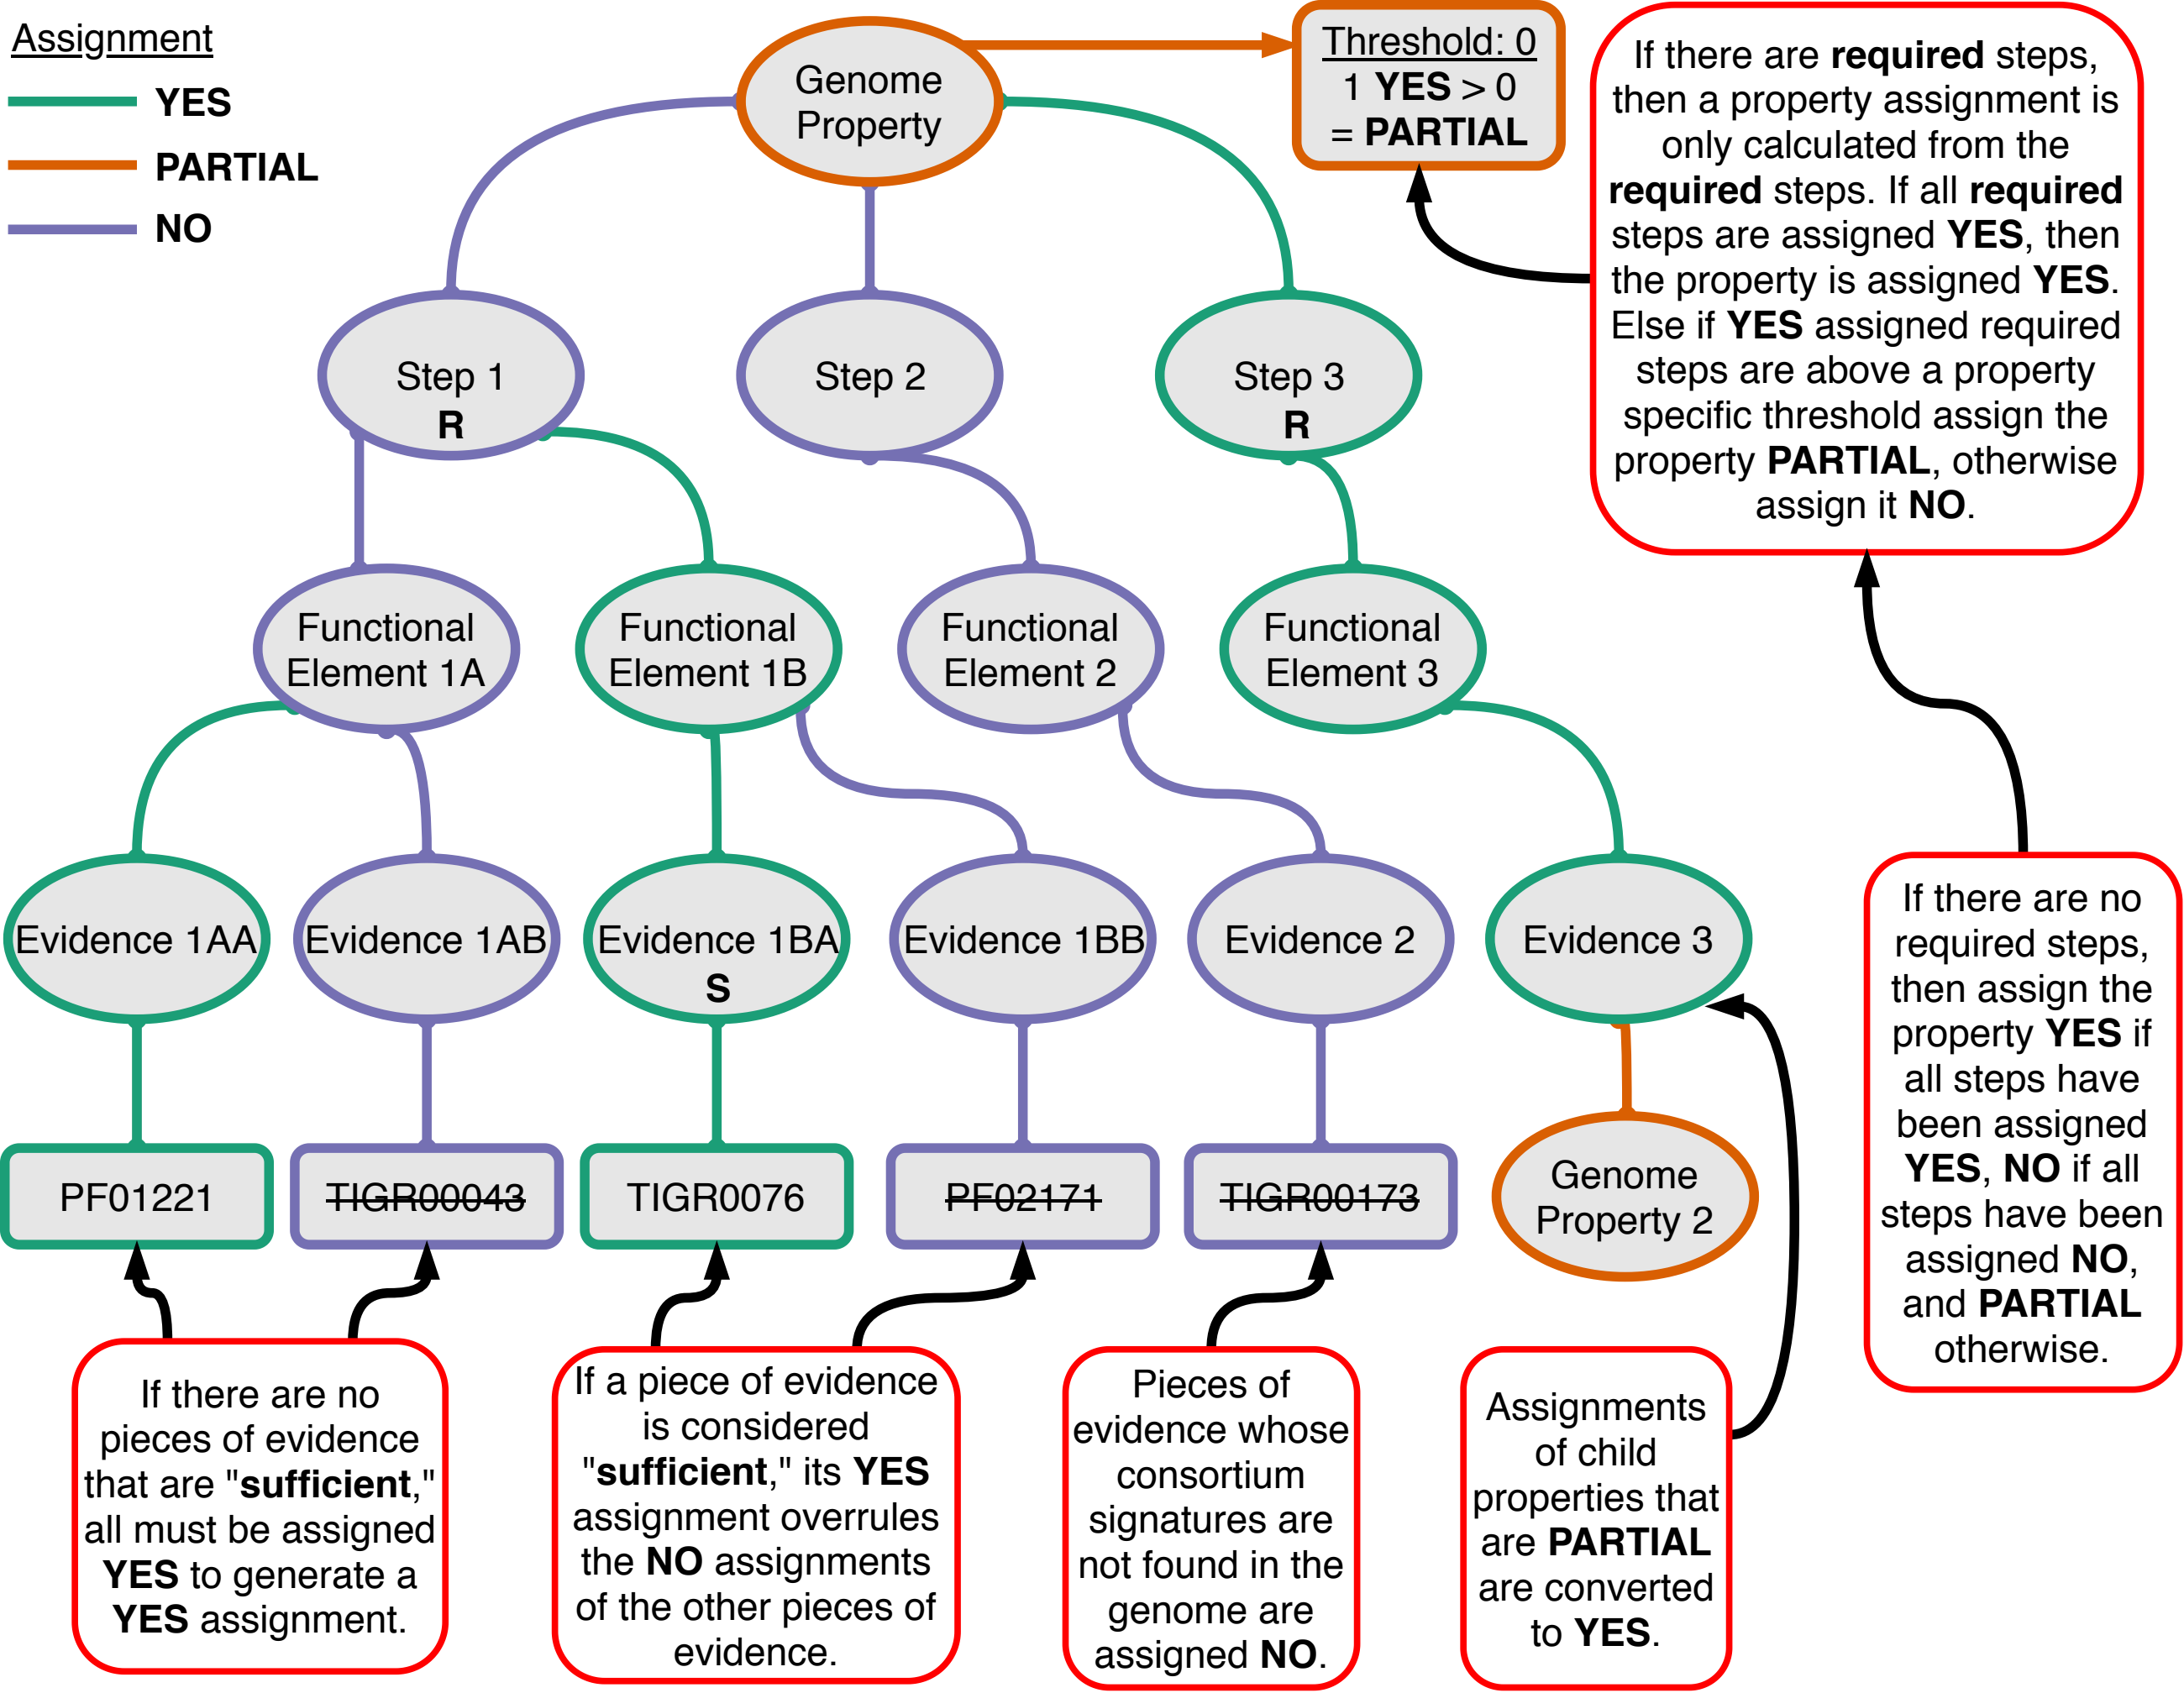 Assignment
YES
PARTIAL
NO
Genome
Property
Threshold: 0
1 YES > 0
= PARTIAL
If there are required steps,
then a property assignment is
only calculated from the
required steps. If all required
steps are assigned YES, then
the property is assigned YES.
Else if YES assigned required
steps are above a property
specific threshold assign the
property PARTIAL, otherwise
assign it NO.
Step 1
R
Step 2
Step 3
R
Functional
Element 1A
Functional
Element 1B
Functional
Element 2
Functional
Element 3
Evidence 1AA
Evidence 1AB
Evidence 1BA
S
Evidence 1BB
Evidence 2
Evidence 3
If there are no
required steps,
then assign the
property YES if
all steps have
been assigned
YES, NO if all
steps have been
assigned NO,
and PARTIAL
otherwise.
PF01221
TIGR00043
TIGR0076
PF02171
TIGR00173
Genome
Property 2
If there are no
pieces of evidence
that are "sufficient,"
all must be assigned
YES to generate a
YES assignment.
If a piece of evidence
is considered
"sufficient," its YES
assignment overrules
the NO assignments
of the other pieces of
evidence.
Pieces of
evidence whose
consortium
signatures are
not found in the
genome are
assigned NO.
Assignments
of child
properties that
are PARTIAL
are converted
to YES.